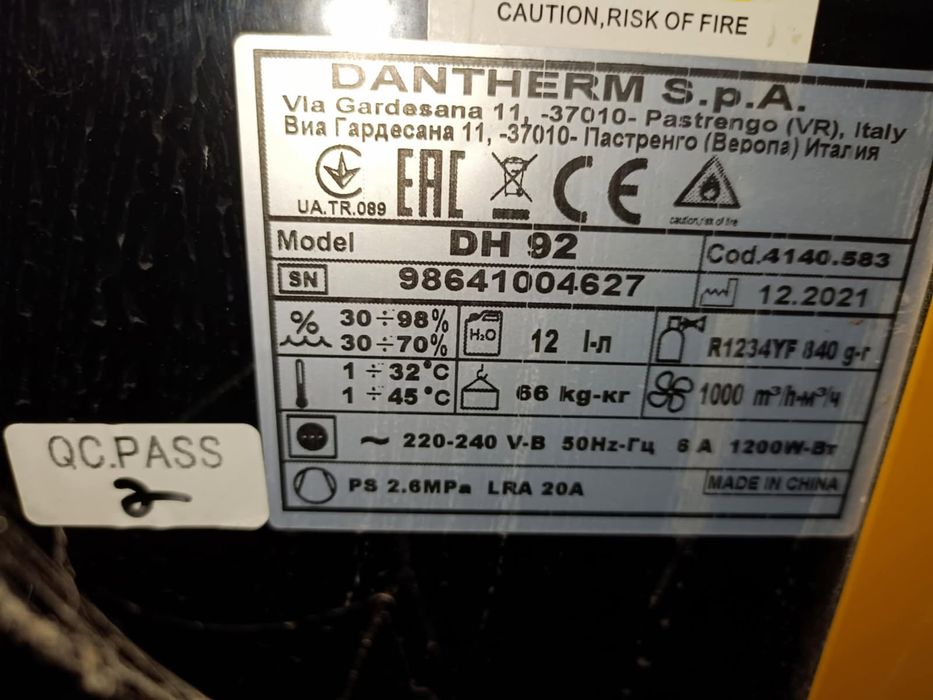 CAUTION,RISK OF FIRE
DANTHERM S.p.A.
Via Gardesana 11, -37010- Pastrengo (VR), Italy
Виа Гардесана 11, -37010- Пастренго (Верона) Италия
UA.TR.089
EAC
CE
caution,risk of fire
Model DH 92 Cod.4140.583
SN 98641004627 12.2021
% 30÷98% H₂O 12 l-л R1234YF 840 g-г
30÷70%
1 ÷ 32°C 66 kg-кг 1000 m³/h-м³/ч
1 ÷ 45°C
~ 220-240 V-В 50Hz-Гц 6 A 1200W-Вт
PS 2.6MPa LRA 20A MADE IN CHINA
QC.PASS